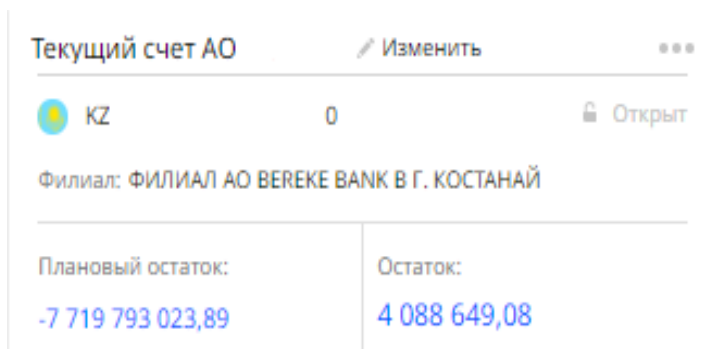 Текущий счет АО Изменить
KZ 0 Открыт
Филиал: ФИЛИАЛ АО BEREKE BANK В Г. КОСТАНАЙ
Плановый остаток: Остаток:
-7 719 793 023,89 4 088 649,08